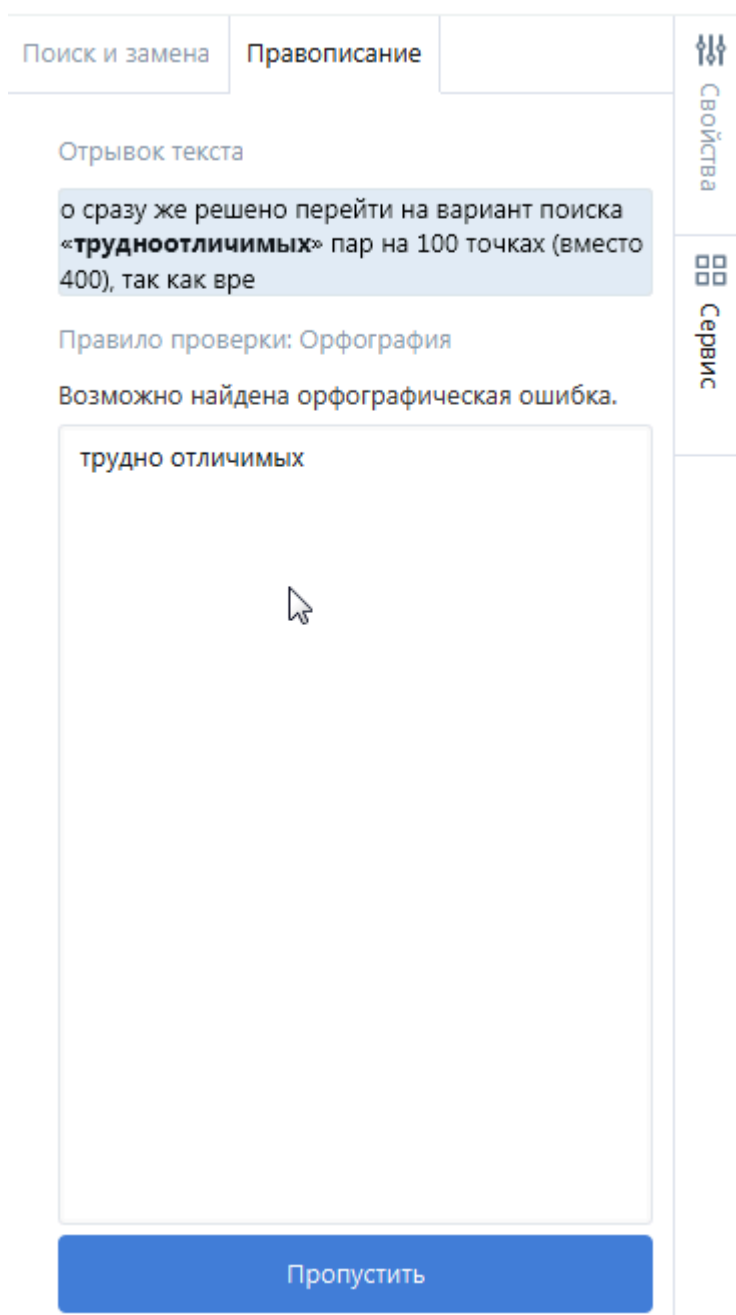 Поиск и замена
Правописание
Свойства
Сервис
Отрывок текста
о сразу же решено перейти на вариант поиска
«трудноотличимых» пар на 100 точках (вместо
400), так как вре
Правило проверки: Орфография
Возможно найдена орфографическая ошибка.
трудно отличимых
Пропустить